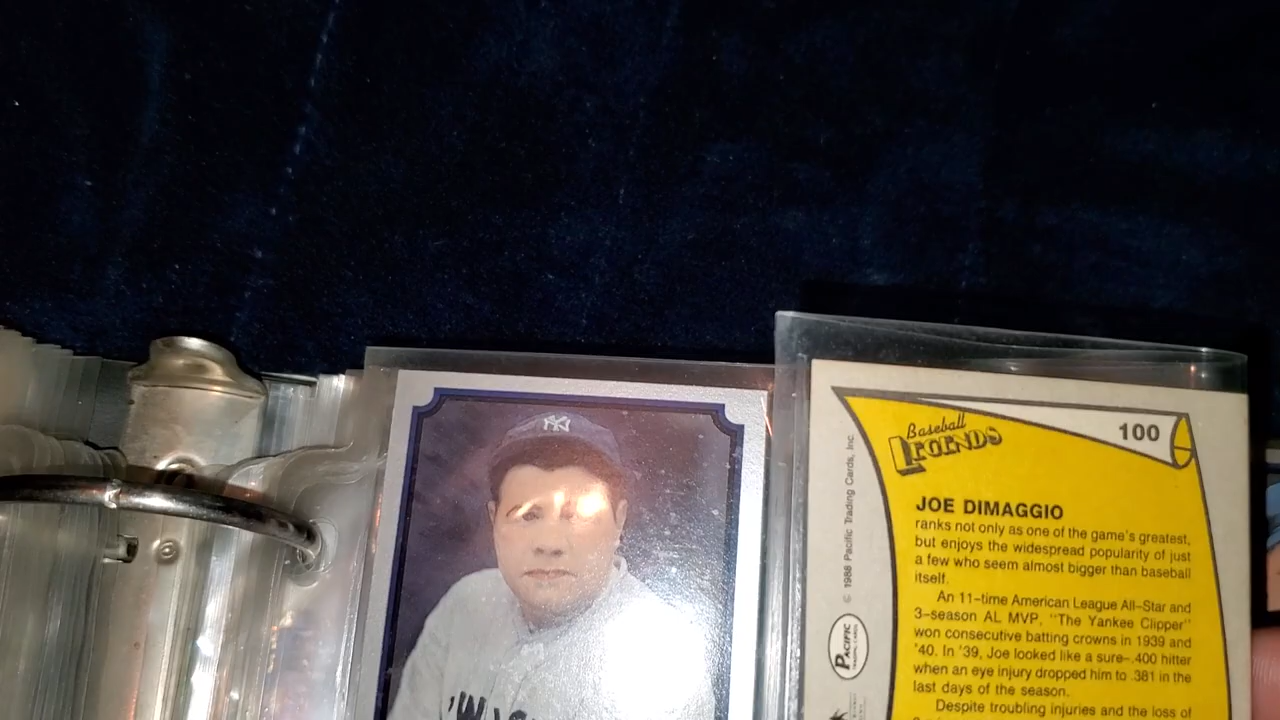 NY
Baseball
LEGENDS
100
© 1988 Pacific Trading Cards, Inc.
PACIFIC
TRADING CARDS
JOE DIMAGGIO
ranks not only as one of the game's greatest,
but enjoys the widespread popularity of just
a few who seem almost bigger than baseball
itself.
An 11–time American League All–Star and
3–season AL MVP, "The Yankee Clipper"
won consecutive batting crowns in 1939 and
'40. In '39, Joe looked like a sure–.400 hitter
when an eye injury dropped him to .381 in the
last days of the season.
Despite troubling injuries and the loss of